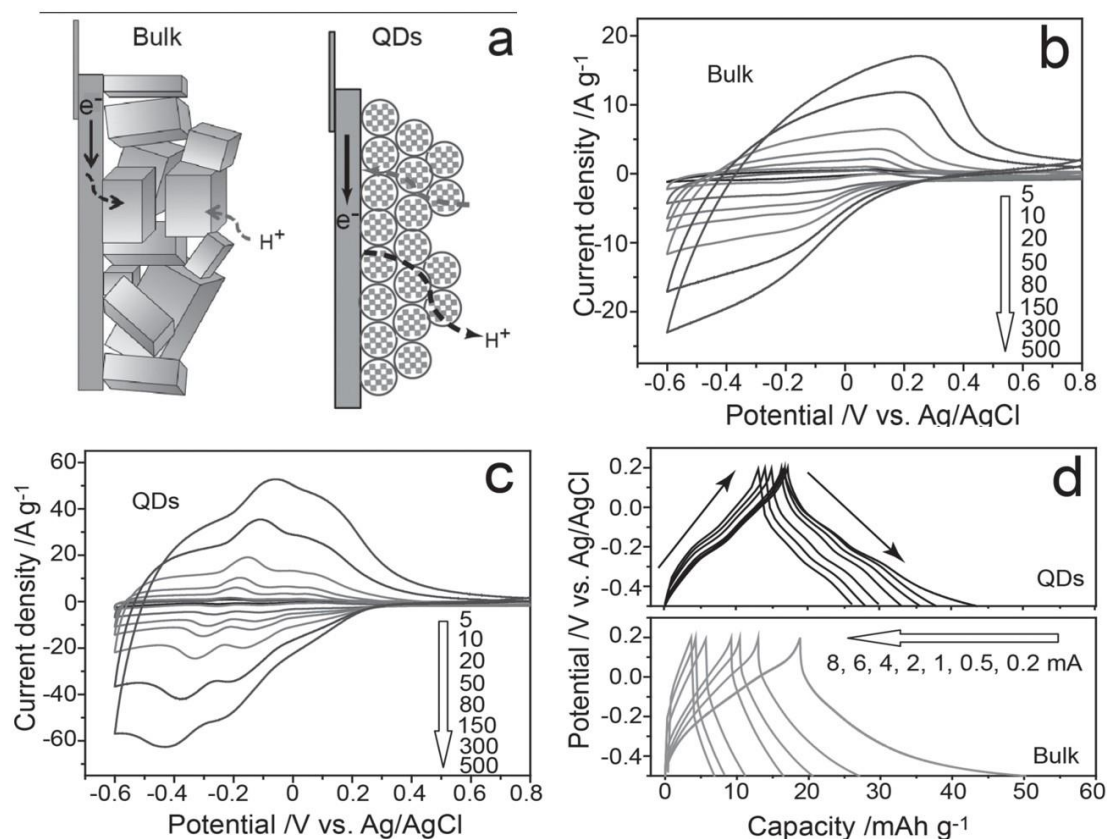 Bulk
QDs
a
e-
H+
e-
H+
b
Bulk
Current density /A g-1
20
10
0
-10
-20
5
10
20
50
80
150
300
500
-0.6
-0.4
-0.2
0
0.2
0.4
0.6
0.8
Potential /V vs. Ag/AgCl
c
QDs
Current density /A g-1
60
40
20
0
-20
-40
-60
5
10
20
50
80
150
300
500
-0.6
-0.4
-0.2
0
0.2
0.4
0.6
0.8
Potential /V vs. Ag/AgCl
d
Potential /V vs. Ag/AgCl
0.2
0.0
-0.2
-0.4
QDs
0.2
0.0
-0.2
-0.4
8, 6, 4, 2, 1, 0.5, 0.2 mA
Bulk
0
10
20
30
40
50
60
Capacity /mAh g-1